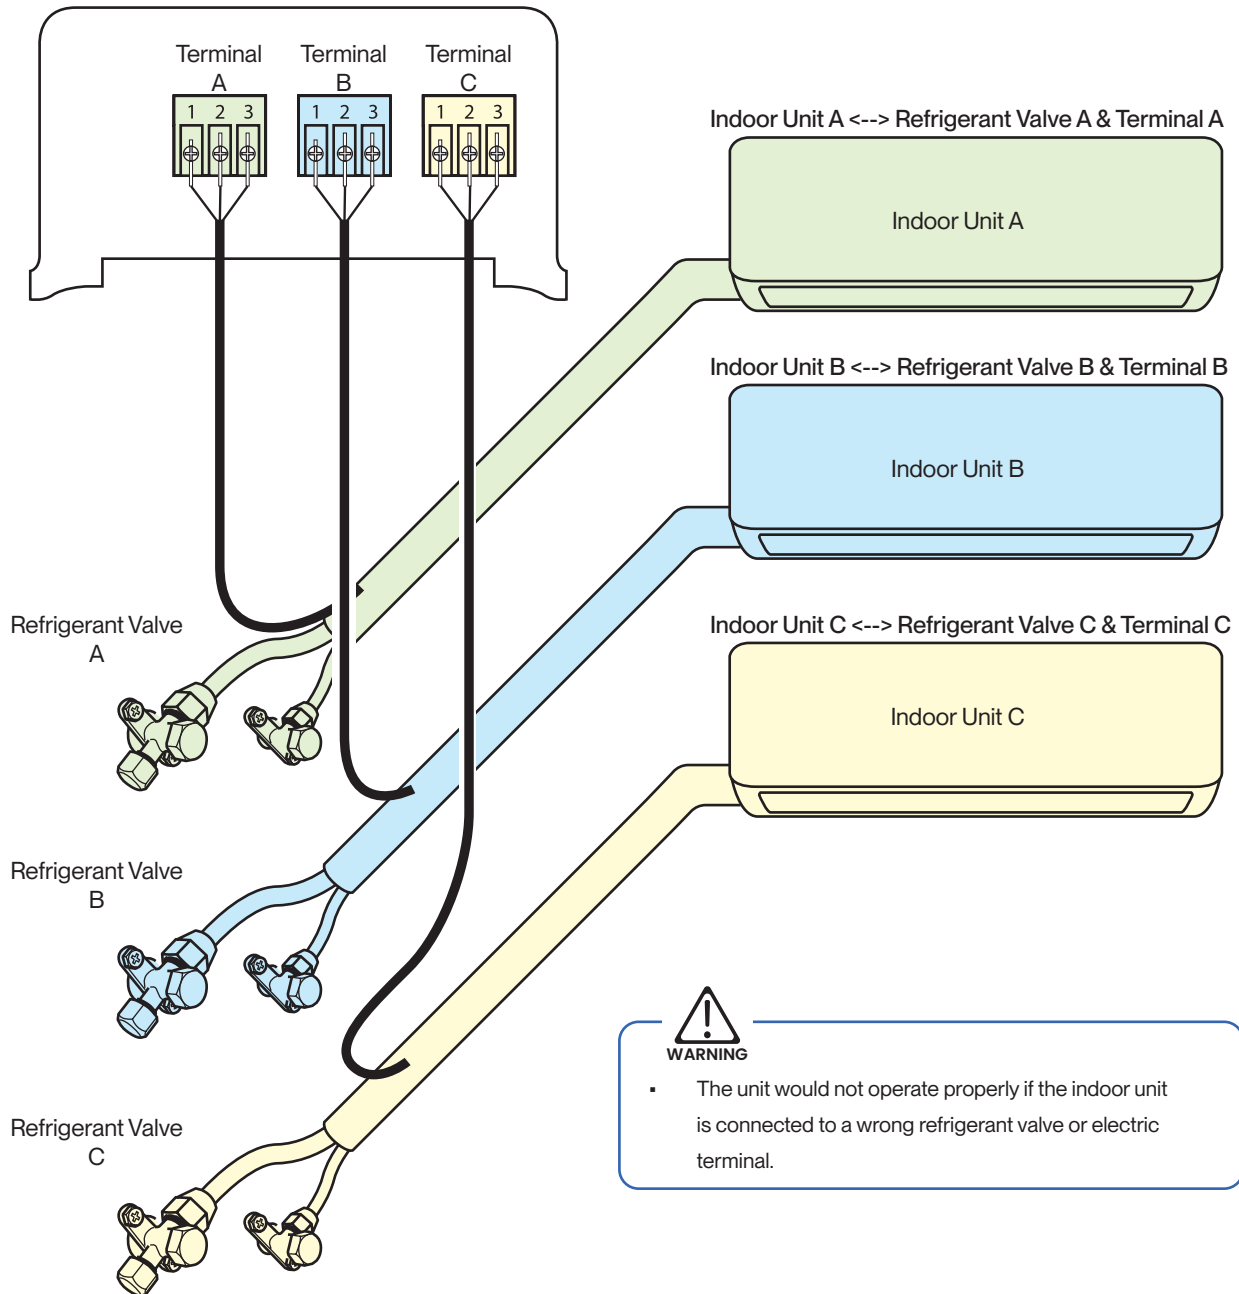 Terminal
A
Terminal
B
Terminal
C
1 2 3
1 2 3
1 2 3
Indoor Unit A <--> Refrigerant Valve A & Terminal A
Indoor Unit A
Indoor Unit B <--> Refrigerant Valve B & Terminal B
Indoor Unit B
Refrigerant Valve
A
Indoor Unit C <--> Refrigerant Valve C & Terminal C
Indoor Unit C
Refrigerant Valve
B
WARNING
▪ The unit would not operate properly if the indoor unit
is connected to a wrong refrigerant valve or electric
terminal.
Refrigerant Valve
C